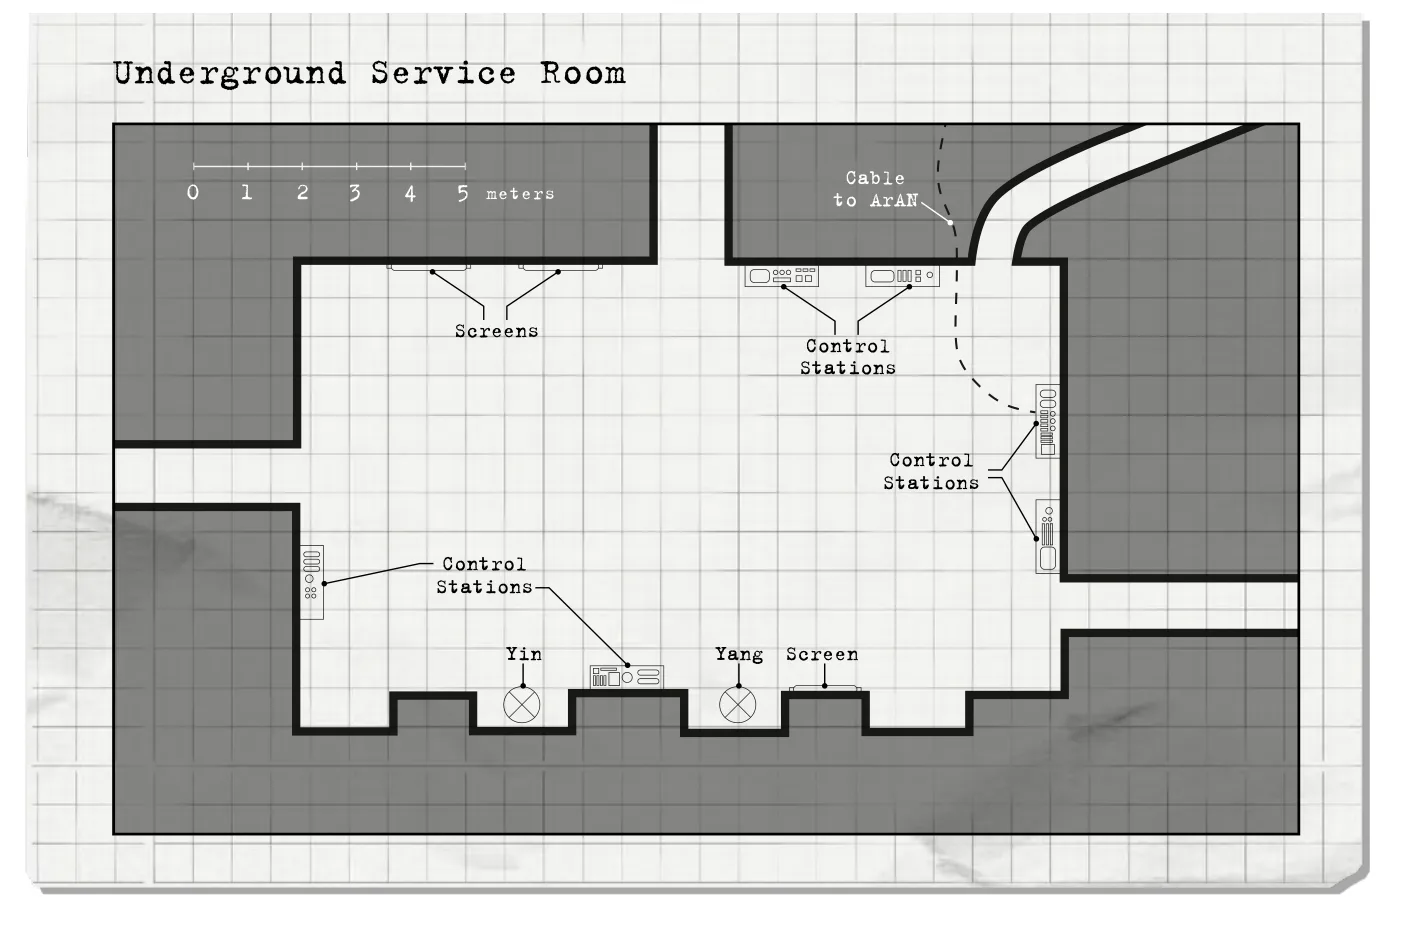 Underground Service Room
0 1 2 3 4 5 meters
Cable
to ArAN
Screens
Control
Stations
Control
Stations
Control
Stations
Yin
Yang
Screen